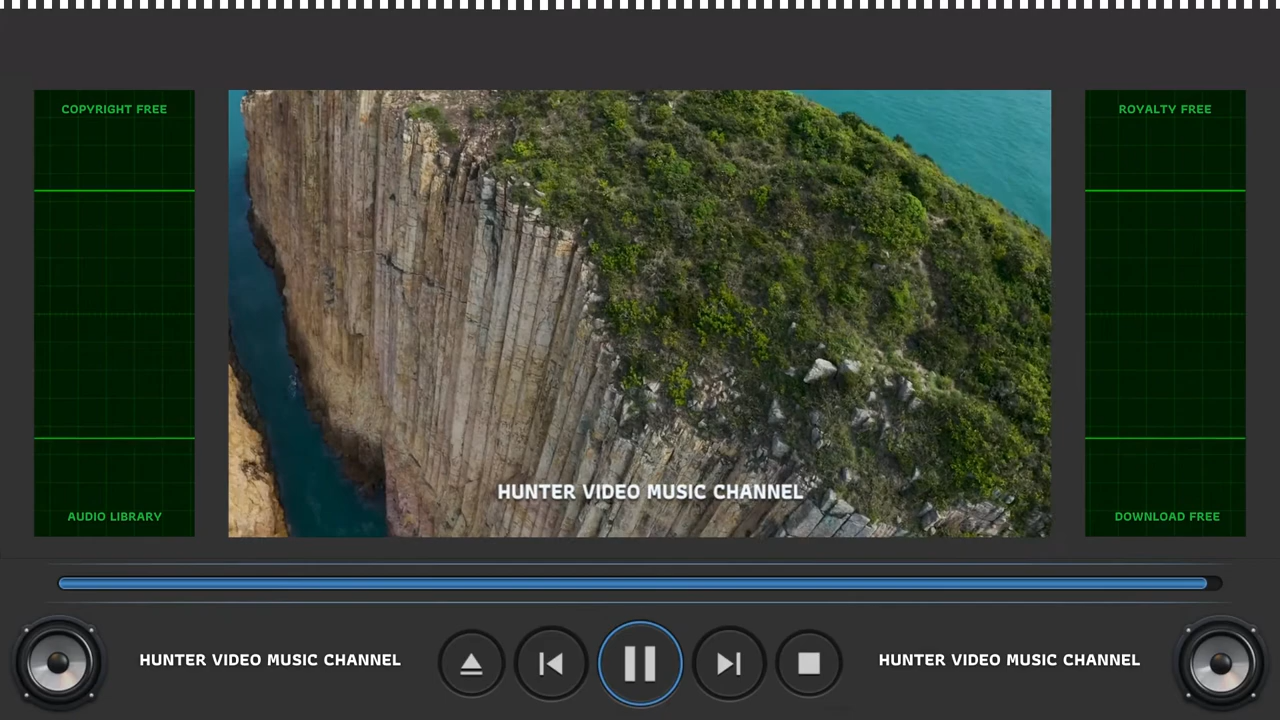 COPYRIGHT FREE
ROYALTY FREE
HUNTER VIDEO MUSIC CHANNEL
AUDIO LIBRARY
DOWNLOAD FREE
HUNTER VIDEO MUSIC CHANNEL
HUNTER VIDEO MUSIC CHANNEL